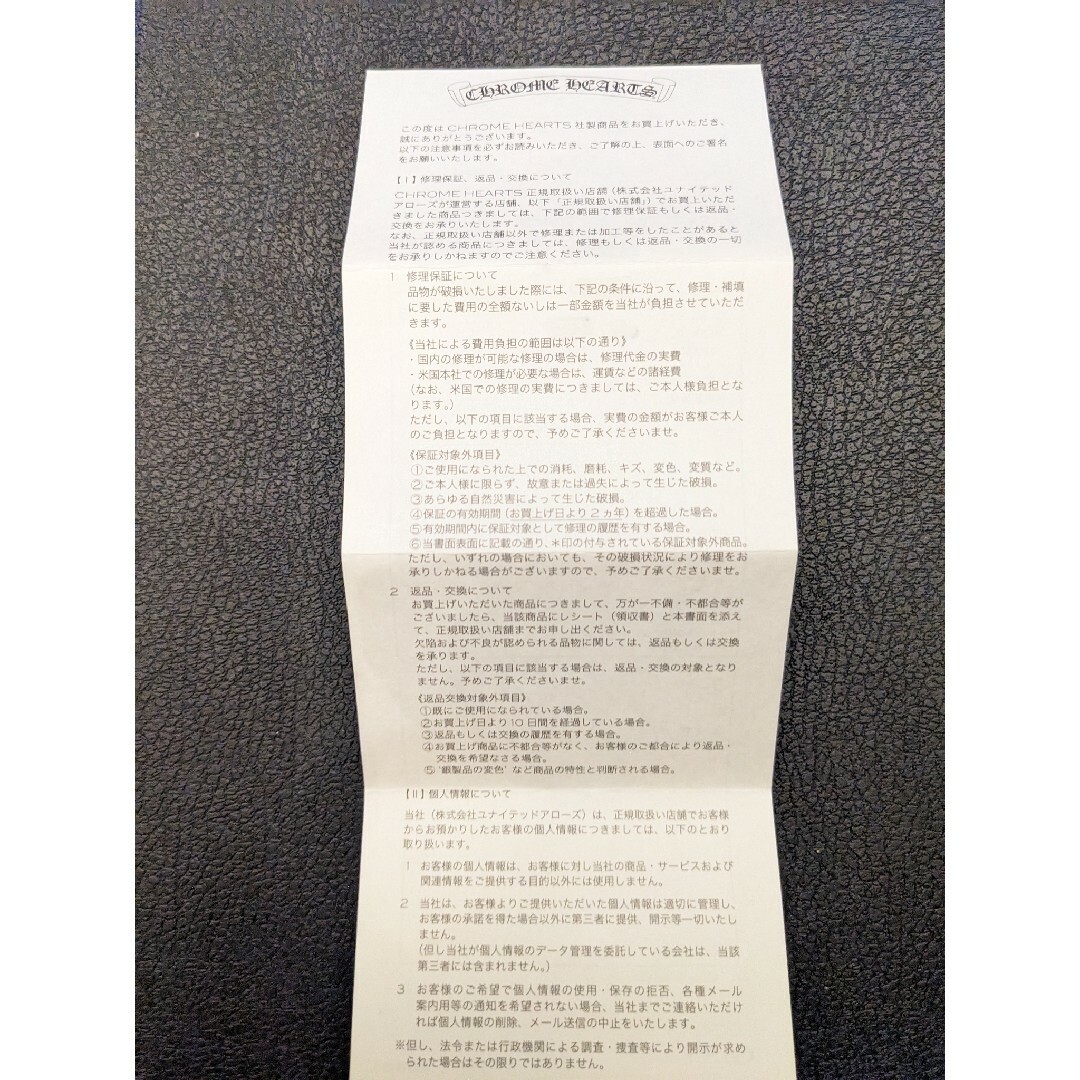 CHROME HEARTS
この度は CHROME HEARTS 社製商品をお買上げいただき、
誠にありがとうございます。
以下の注意事項を必ずお読みいただき、ご了解の上、表面へのご署名
をお願いいたします。
【I】修理保証、返品・交換について
CHROME HEARTS 正規取扱い店舗（株式会社ユナイテッド
アローズが運営する店舗、以下「正規取扱い店舗」）でお買上いただ
きました商品つきましては、下記の範囲で修理保証もしくは返品・
交換をお承りいたします。
なお、正規取扱い店舗以外で修理または加工等をしたことがあると
当社が認める商品につきましては、修理もしくは返品・交換の一切
をお承りしかねますのでご注意ください。
1 修理保証について
品物が破損いたしました際には、下記の条件に沿って、修理・補填
に要した費用の全額ないしは一部金額を当社が負担させていただ
きます。
《当社による費用負担の範囲は以下の通り》
・国内の修理が可能な修理の場合は、修理代金の実費
・米国本社での修理が必要な場合は、運賃などの諸経費
（なお、米国での修理の実費につきましては、ご本人様負担とな
ります。）
ただし、以下の項目に該当する場合、実費の金額がお客様ご本人
のご負担となりますので、予めご了承くださいませ。
《保証対象外項目》
①ご使用になられた上での消耗、磨耗、キズ、変色、変質など。
②ご本人様に限らず、故意または過失によって生じた破損。
③あらゆる自然災害によって生じた破損。
④保証の有効期間（お買上げ日より2ヵ年）を超過した場合。
⑤有効期間内に保証対象として修理の履歴を有する場合。
⑥当書面表面に記載の通り、＊印の付与されている保証対象外商品。
ただし、いずれの場合においても、その破損状況により修理をお
承りしかねる場合がございますので、予めご了承くださいませ。
2 返品・交換について
お買上げいただいた商品につきまして、万が一不備・不都合等が
ございましたら、当該商品にレシート（領収書）と本書面を添え
て、正規取扱い店舗までお申し出ください。
欠陥および不良が認められる品物に関しては、返品もしくは交換
を承ります。
ただし、以下の項目に該当する場合は、返品・交換の対象となり
ません。予めご了承くださいませ。
《返品交換対象外項目》
①既にご使用になられている場合。
②お買上げ日より10日間を経過している場合。
③返品もしくは交換の履歴を有する場合。
④お買上げ商品に不都合等がなく、お客様のご都合により返品・
交換を希望なさる場合。
⑤ '銀製品の変色' など商品の特性と判断される場合。
【II】個人情報について
当社（株式会社ユナイテッドアローズ）は、正規取扱い店舗でお客様
からお預かりしたお客様の個人情報につきましては、以下のとおり
取り扱います。
1 お客様の個人情報は、お客様に対し当社の商品・サービスおよび
関連情報をご提供する目的以外には使用しません。
2 当社は、お客様よりご提供いただいた個人情報は適切に管理し、
お客様の承諾を得た場合以外に第三者に提供、開示等一切いたし
ません。
（但し当社が個人情報のデータ管理を委託している会社は、当該
第三者には含まれません。）
3 お客様のご希望で個人情報の使用・保存の拒否、各種メール
案内用等の通知を希望されない場合、当社までご連絡いただけ
れば個人情報の削除、メール送信の中止をいたします。
※但し、法令または行政機関による調査・捜査等により開示が求め
られた場合はその限りではありません。